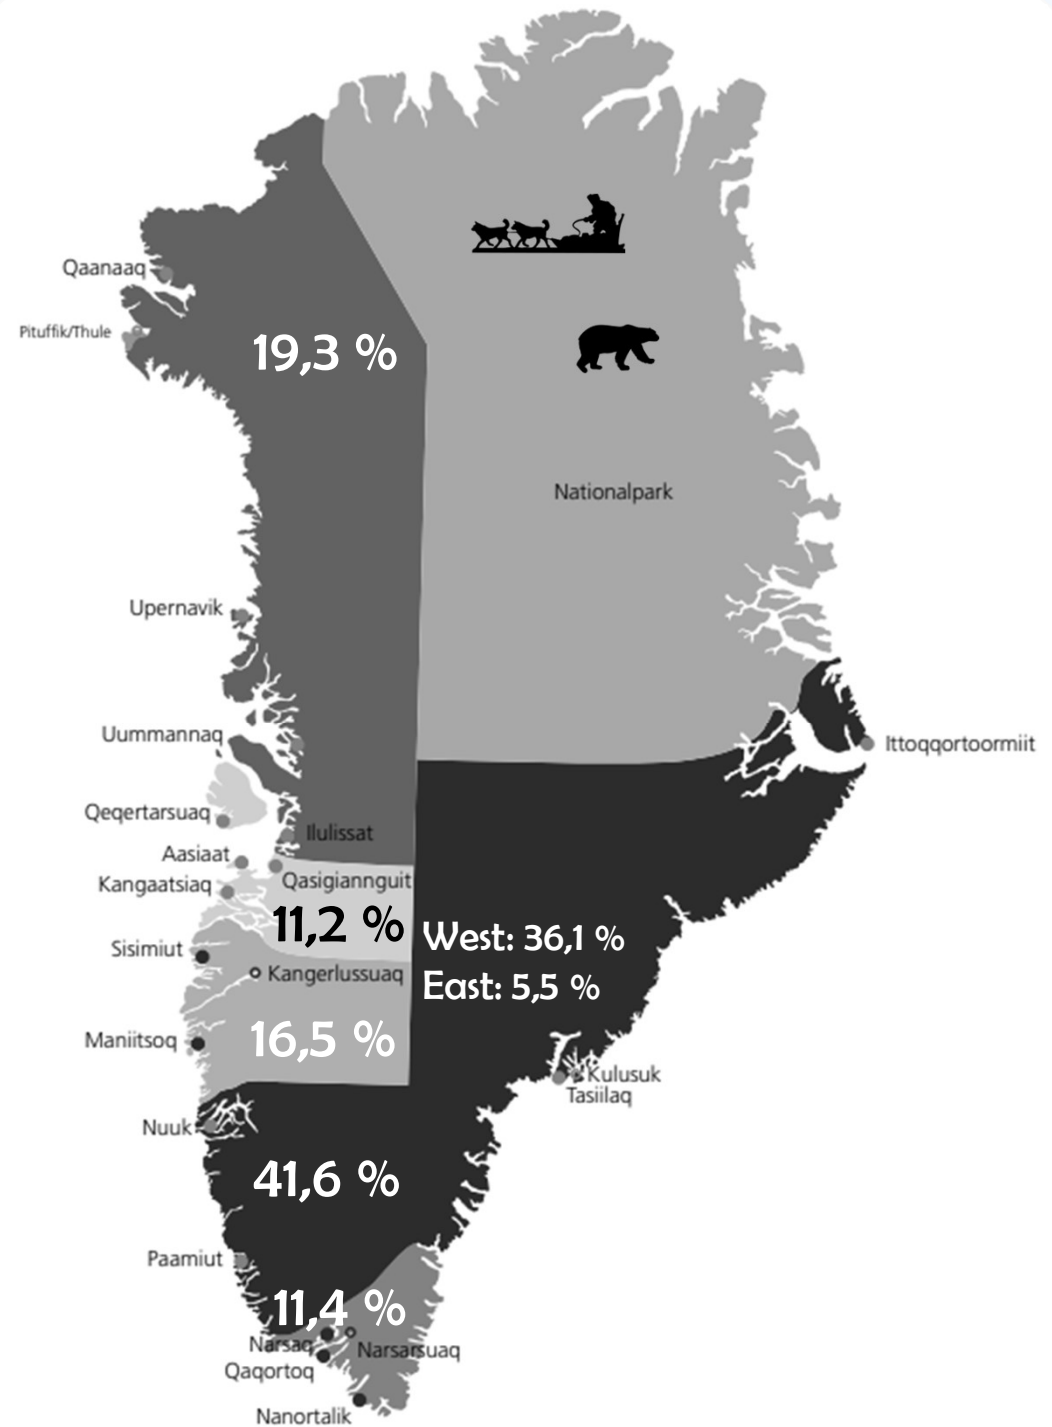 Qaanaaq
Pituffik/Thule
19,3 %
Nationalpark
Upernavik
Uummannaq
Ittoqqortoormiit
Qeqertarsuaq
Ilulissat
Aasiaat
Qasigiannguit
Kangaatsiaq
11,2 %
West: 36,1 %
East: 5,5 %
Sisimiut
Kangerlussuaq
Maniitsoq
16,5 %
Kulusuk
Tasiilaq
Nuuk
41,6 %
Paamiut
11,4 %
Narsaq
Narsarsuaq
Qaqortoq
Nanortalik